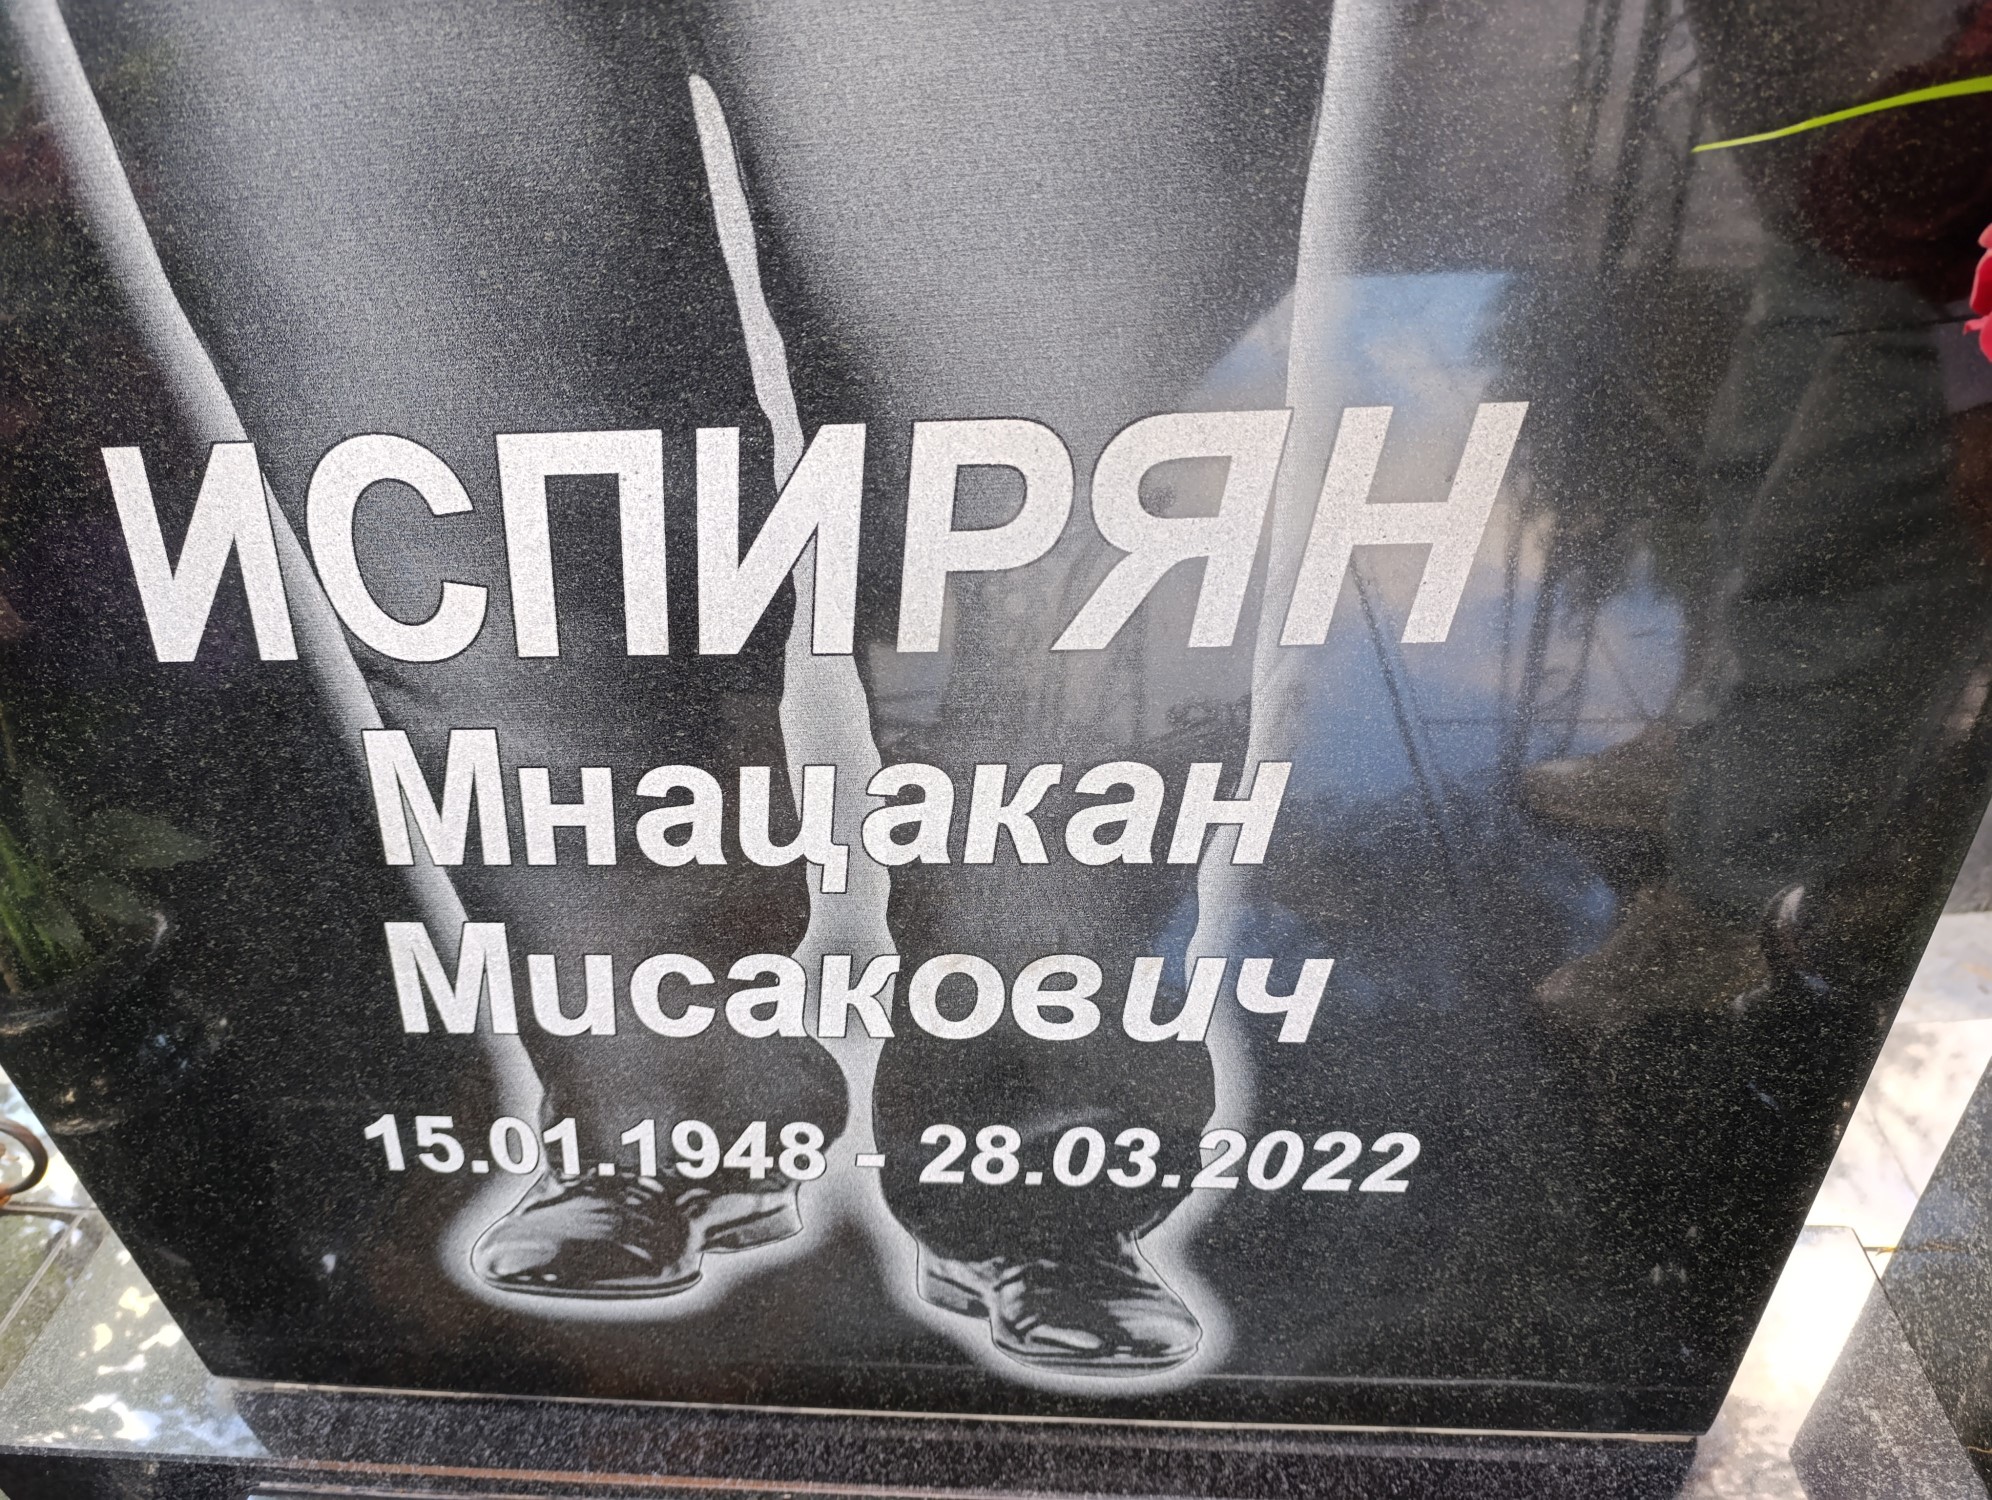 ИСПИРЯН
Мнацакан
Мисакович
15.01.1948 - 28.03.2022